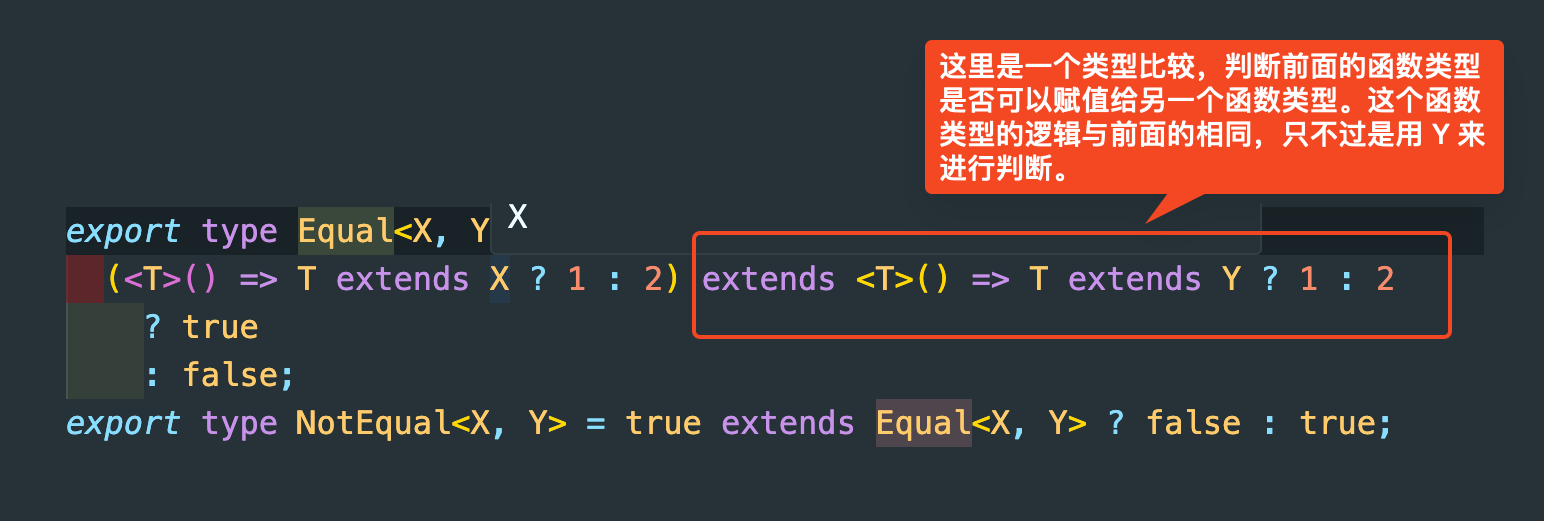 这里是一个类型比较，判断前面的函数类型
是否可以赋值给另一个函数类型。这个函数
类型的逻辑与前面的相同，只不过是用 Y 来
进行判断。
X
export type Equal<X, Y
(<T>() => T extends X ? 1 : 2) extends <T>() => T extends Y ? 1 : 2
? true
: false;
export type NotEqual<X, Y> = true extends Equal<X, Y> ? false : true;